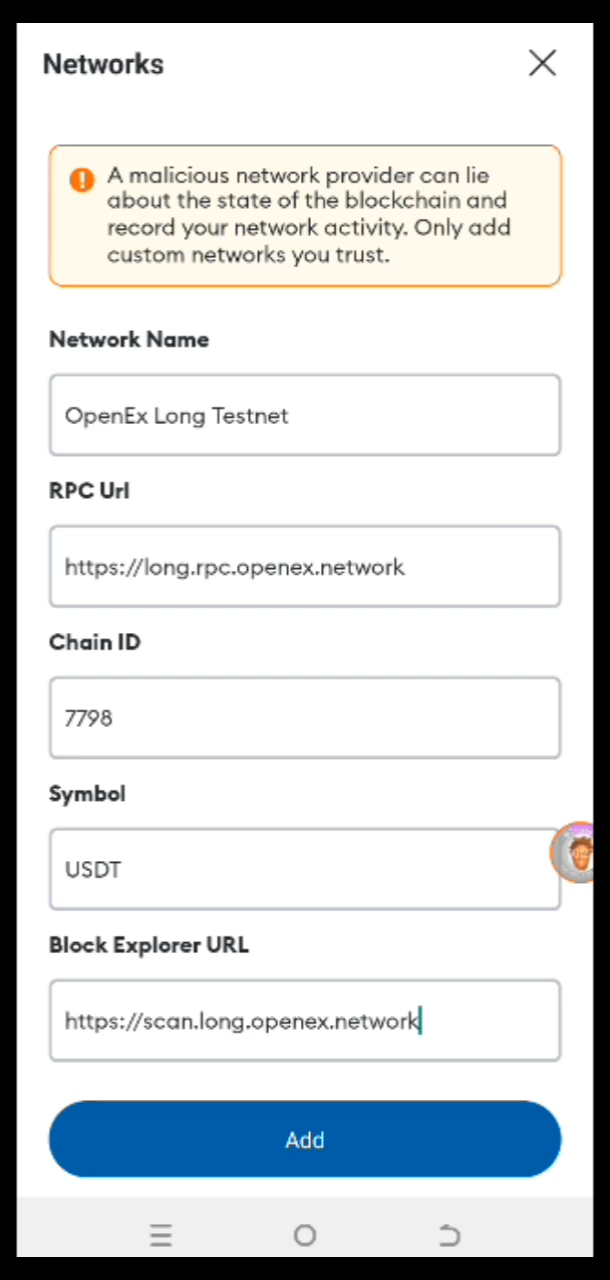 Networks
A malicious network provider can lie
about the state of the blockchain and
record your network activity. Only add
custom networks you trust.
Network Name
OpenEx Long Testnet
RPC Url
https://long.rpc.openex.network
Chain ID
7798
Symbol
USDT
Block Explorer URL
https://scan.long.openex.network
Add